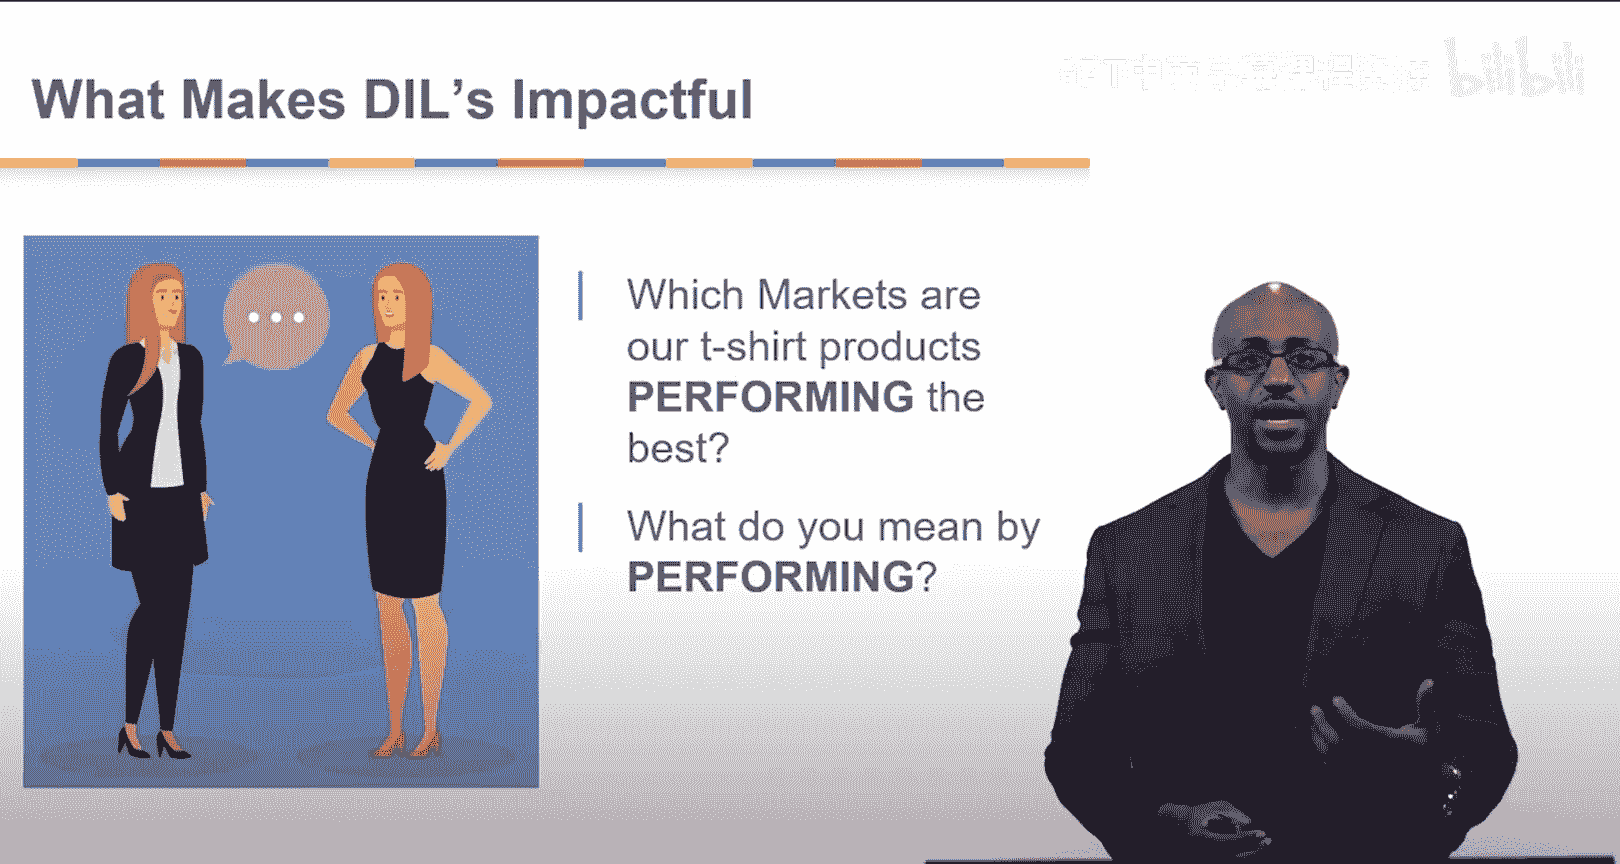 What Makes DIL’s Impactful
bilibili
Which Markets are
our t-shirt products
PERFORMING the
best?
What do you mean by
PERFORMING?